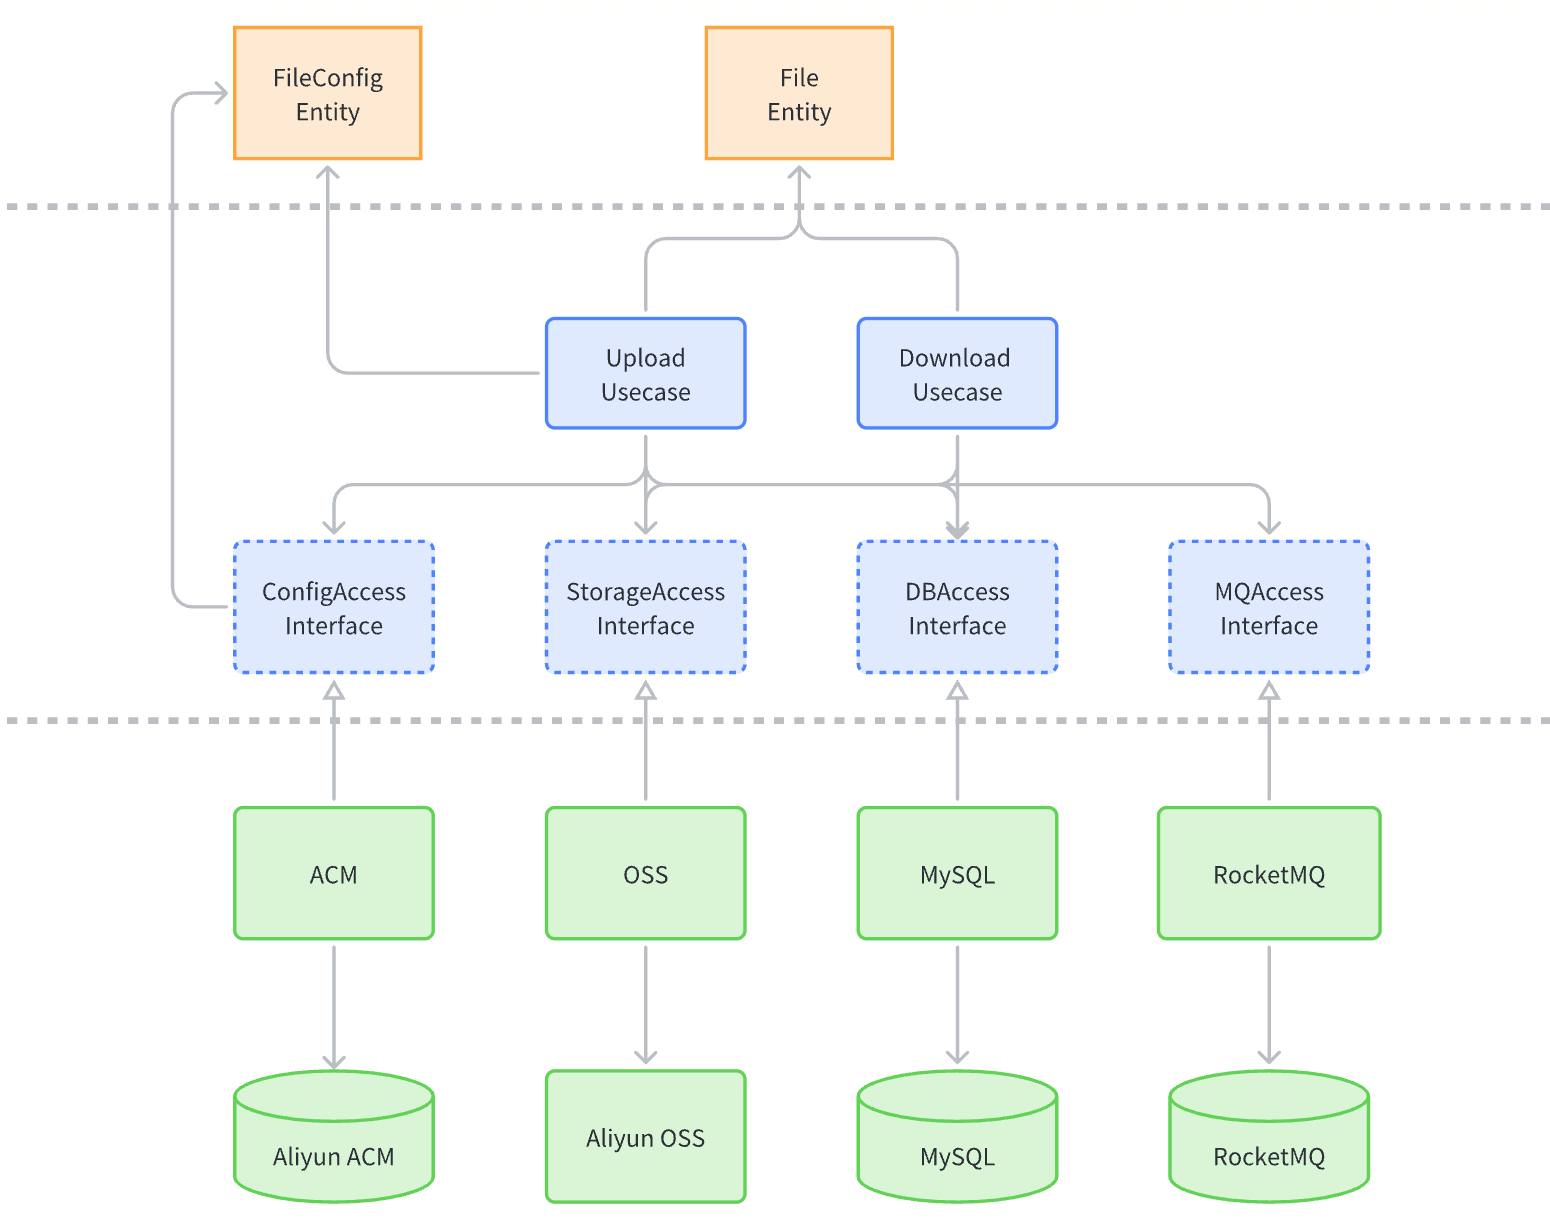 FileConfig
Entity
File
Entity
Upload
Usecase
Download
Usecase
ConfigAccess
Interface
StorageAccess
Interface
DBAccess
Interface
MQAccess
Interface
ACM
OSS
MySQL
RocketMQ
Aliyun ACM
Aliyun OSS
MySQL
RocketMQ